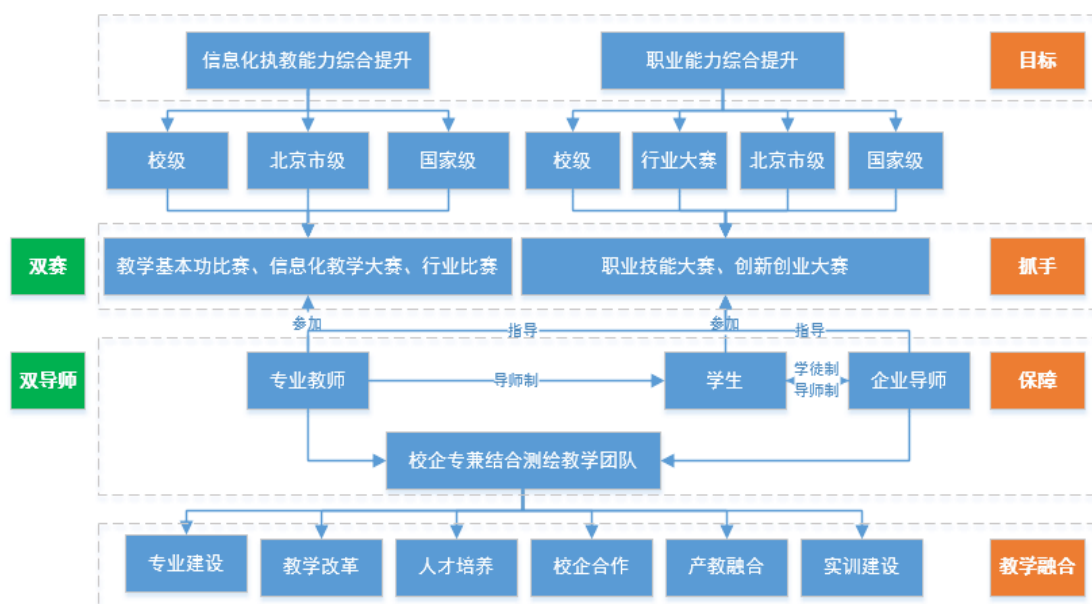 信息化执教能力综合提升
职业能力综合提升
目标
校级
北京市级
国家级
校级
行业大赛
北京市级
国家级
双赛
教学基本功比赛、信息化教学大赛、行业比赛
职业技能大赛、创新创业大赛
抓手
参加
指导
参加
指导
双导师
专业教师
导师制
学生
学徒制
导师制
企业导师
保障
校企专兼结合测绘教学团队
专业建设
教学改革
人才培养
校企合作
产教融合
实训建设
教学融合